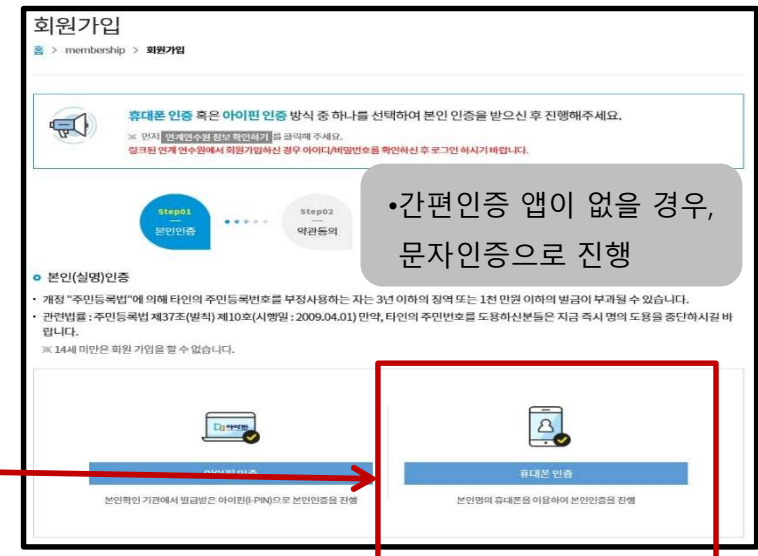 회원가입
홈 > membership > 회원가입
휴대폰 인증 혹은 아이핀 인증 방식 중 하나를 선택하여 본인 인증을 받으신 후 진행해주세요.
※ 먼저 연계연수원 정보 확인하기 를 클릭해 주세요.
링크된 연계 연수원에서 회원가입하신 경우 아이디/비밀번호를 확인하신 후 로그인 하시기 바랍니다.
Step01
본인인증
Step02
약관동의
•간편인증 앱이 없을 경우,
문자인증으로 진행
본인(실명)인증
· 개정 "주민등록법"에 의해 타인의 주민등록번호를 부정사용하는 자는 3년 이하의 징역 또는 1천 만원 이하의 벌금이 부과될 수 있습니다.
· 관련법률 : 주민등록법 제37조(벌칙) 제10호(시행일 : 2009.04.01) 만약, 타인의 주민번호를 도용하신분들은 지금 즉시 명의 도용을 중단하시길 바
랍니다.
※ 14세 미만은 회원 가입을 할 수 없습니다.
아이핀
아이핀 인증
휴대폰 인증
본인확인 기관에서 발급받은 아이핀(I-PIN)으로 본인인증을 진행
본인명의 휴대폰을 이용하여 본인인증을 진행